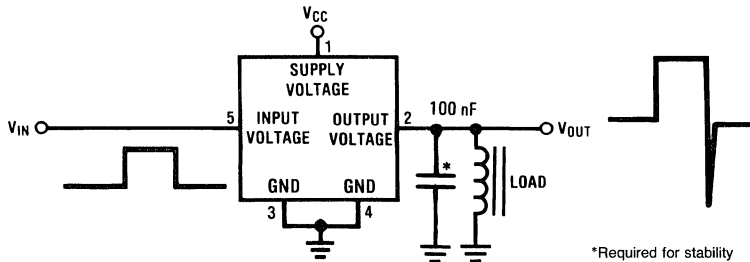 VCC
1
SUPPLY
VOLTAGE
5
INPUT
VOLTAGE
OUTPUT
VOLTAGE
2
100 nF
VIN
VOUT
*
LOAD
GND
GND
3
4
*Required for stability